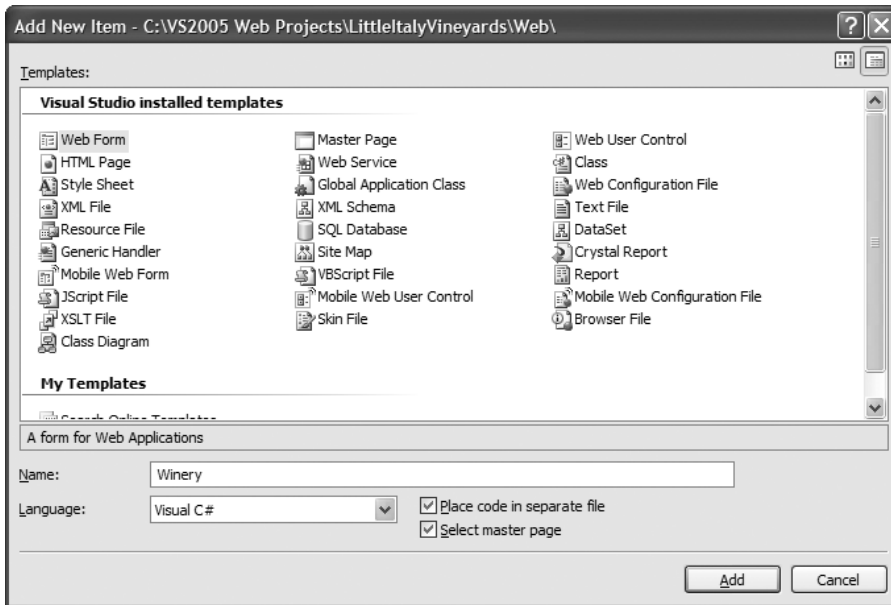 Add New Item - C:\VS2005 Web Projects\LittleItalyVineyards\Web\
Templates:
Visual Studio installed templates
Web Form
Master Page
Web User Control
HTML Page
Web Service
Class
Style Sheet
Global Application Class
Web Configuration File
XML File
XML Schema
Text File
Resource File
SQL Database
DataSet
Generic Handler
Site Map
Crystal Report
Mobile Web Form
VBScript File
Report
JScript File
Mobile Web User Control
Mobile Web Configuration File
XSLT File
Skin File
Browser File
Class Diagram
My Templates
Search Online Templates
A form for Web Applications
Name:
Winery
Language:
Visual C#
Place code in separate file
Select master page
Add
Cancel